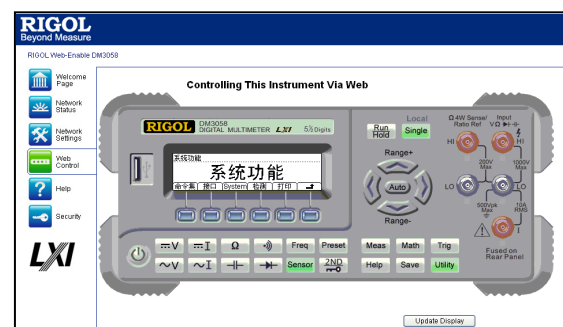 RIGOL
Beyond Measure
RIGOL Web-Enable DM3058
Welcome Page
Network Status
Network Settings
Web Control
Help
Security
LXI
Controlling This Instrument Via Web
RIGOL DM3058 DIGITAL MULTIMETER LXI 5½ Digits
系统功能
系统功能
命令集 接口 System 检测 打印
Run Hold
Local
Single
Range+
Auto
Range-
Ω 4W Sense/ Ratio Ref
Input
HI HI
200V Max
1000V Max
LO LO
500Vpk Max
10A RMS
I
Fused on Rear Panel
V I Ω Freq Preset Meas Math Trig
V I Sensor 2ND Help Save Utility
Update Display